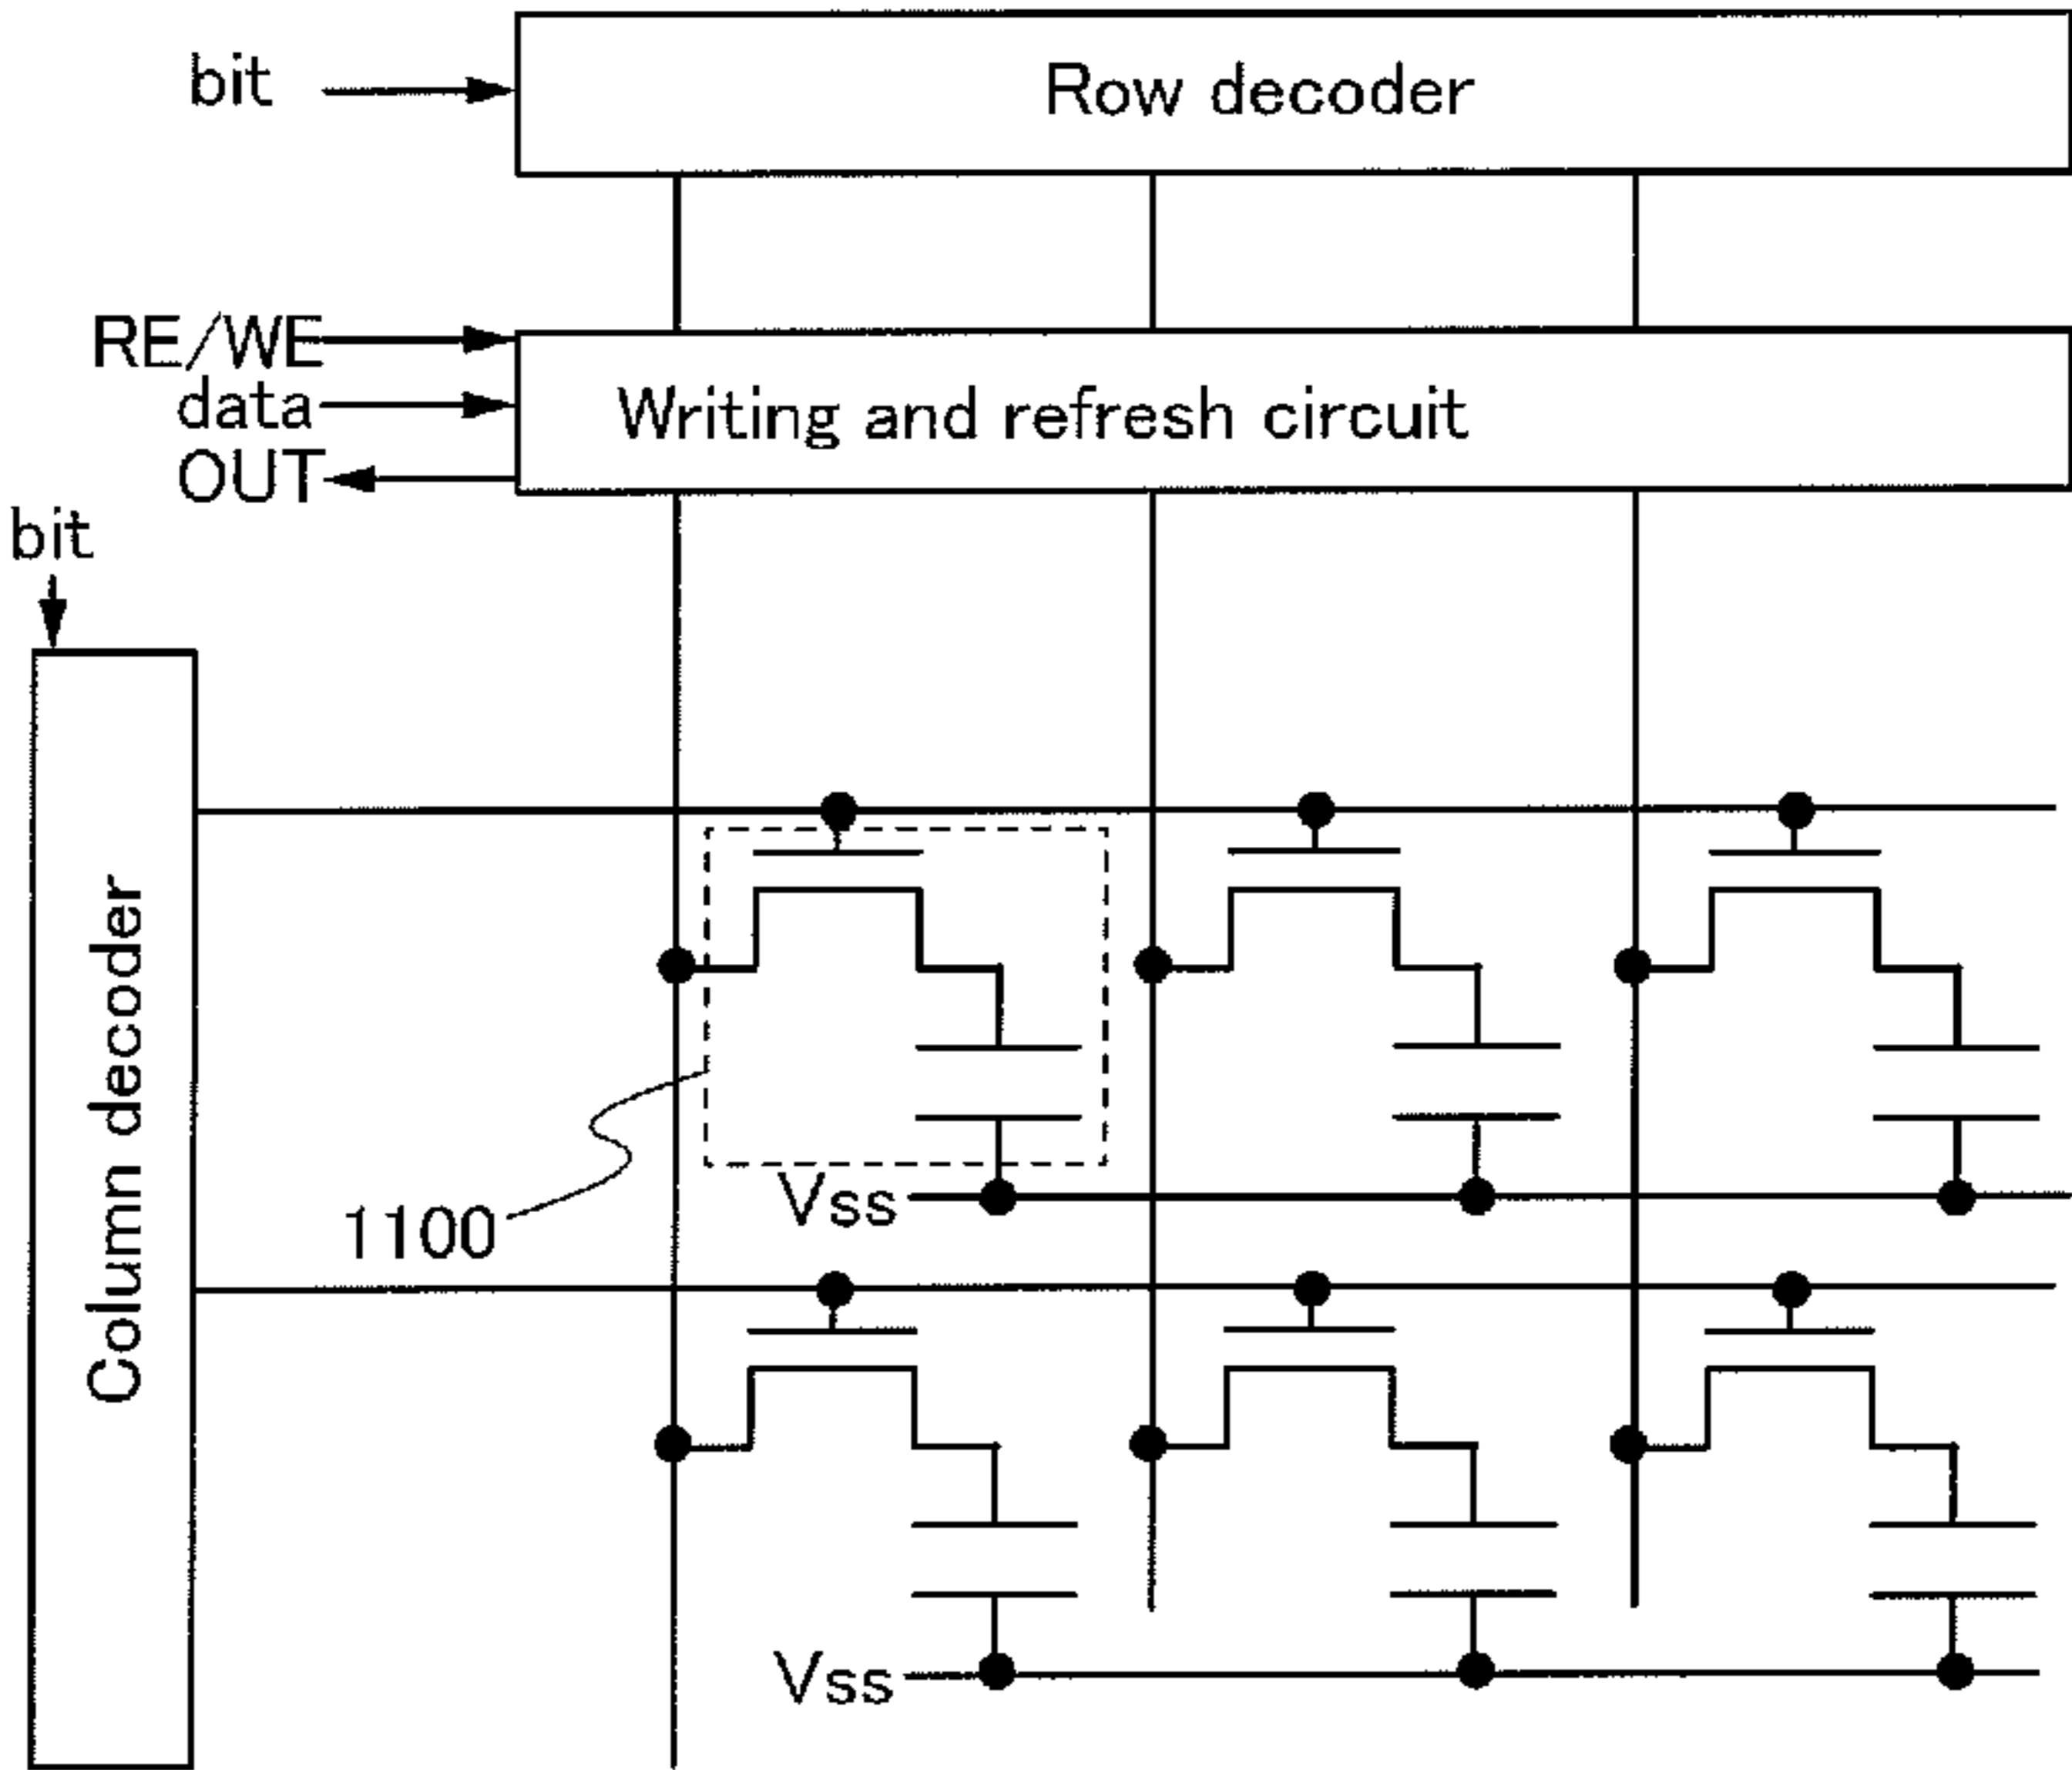 bit
Row decoder
RE/WE
data
OUT
Writing and refresh circuit
bit
Column decoder
1100
Vss
Vss